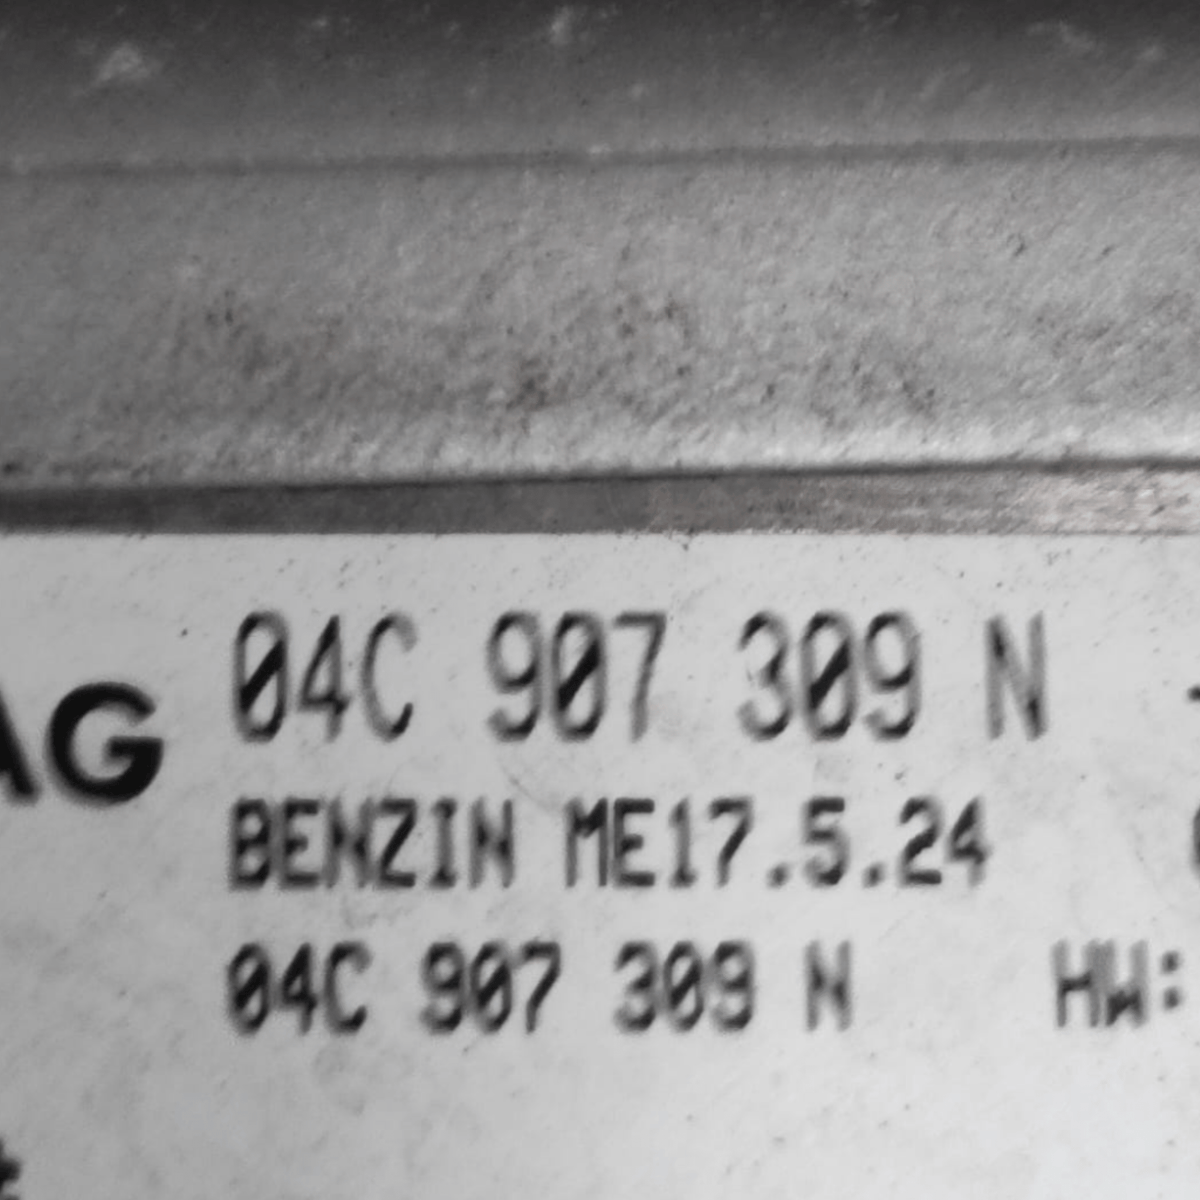 AG 04C 907 309 N
BENZIN ME17.5.24
04C 907 309 N HW: